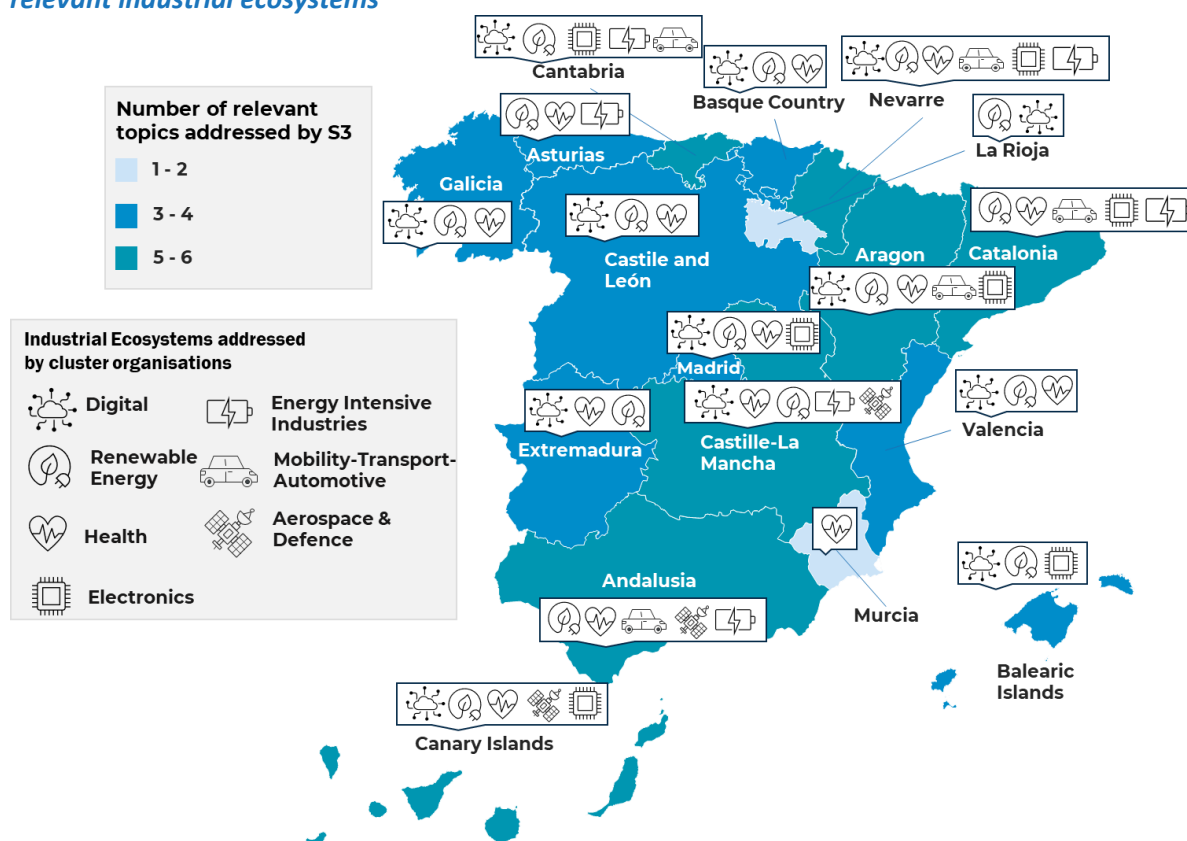 relevant industrial ecosystems
Number of relevant
topics addressed by S3
1 - 2
3 - 4
5 - 6
Industrial Ecosystems addressed
by cluster organisations
Digital
Energy Intensive
Industries
Renewable
Energy
Mobility-Transport-
Automotive
Health
Aerospace &
Defence
Electronics
Cantabria
Basque Country
Nevarre
La Rioja
Asturias
Galicia
Castile and
León
Aragon
Catalonia
Madrid
Extremadura
Castille-La
Mancha
Valencia
Andalusia
Murcia
Balearic
Islands
Canary Islands